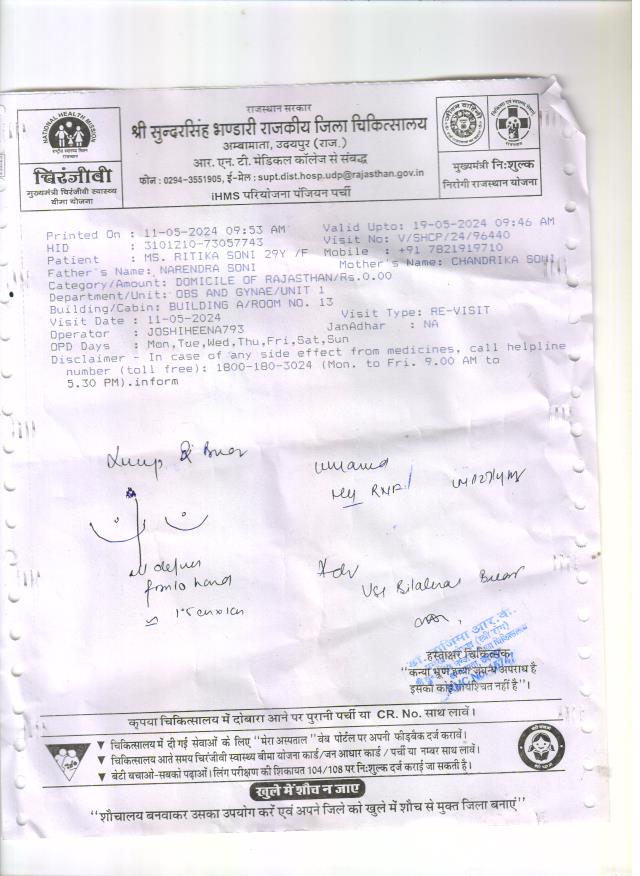 राजस्थान सरकार
श्री सुन्दरसिंह भण्डारी राजकीय जिला चिकित्सालय
अम्बामाता, उदयपुर (राज.)
आर. एन. टी. मेडिकल कॉलेज से संबद्ध
फोन : 0294-3551905, ई-मेल : supt.dist.hosp.udp@rajasthan.gov.in
iHMS परियोजना पंजियन पर्ची
NATIONAL HEALTH MISSION
चिरंजीवी
मुख्यमंत्री चिरंजीवी स्वास्थ्य
बीमा योजना
मुख्यमंत्री निःशुल्क
निरोगी राजस्थान योजना
Printed On : 11-05-2024 09:53 AM Valid Upto: 19-05-2024 09:46 AM
HID : 3101210-73057743 Visit No: V/SHCP/24/96440
Patient : MS. RITIKA SONI 29Y /F Mobile : +91 7821919710
Father's Name: NARENDRA SONI Mother's Name: CHANDRIKA SONI
Category/Amount: DOMICILE OF RAJASTHAN/Rs.0.00
Department/Unit: OBS AND GYNAE/UNIT 1
Building/Cabin: BUILDING A/ROOM NO. 13
Visit Date : 11-05-2024 Visit Type: RE-VISIT
Operator : JOSHIHEENA793 JanAdhar : NA
OPD Days : Mon,Tue,Wed,Thu,Fri,Sat,Sun
Disclaimer - In case of any side effect from medicines, call helpline
number (toll free): 1800-180-3024 (Mon. to Fri. 9.00 AM to
5.30 PM).inform
Lump
Adv
hard
1.5cm x 1cm
हस्ताक्षर चिकित्सक
"कन्या भ्रूण हत्या जघन्य अपराध है
इसका कोई प्रायश्चित नहीं है"।
कृपया चिकित्सालय में दोबारा आने पर पुरानी पर्ची या CR. No. साथ लावें।
▼ चिकित्सालय में दी गई सेवाओं के लिए "मेरा अस्पताल" वेब पोर्टल पर अपनी फीडबैक दर्ज करावें।
▼ चिकित्सालय आते समय चिरंजीवी स्वास्थ्य बीमा योजना कार्ड/जन आधार कार्ड / पर्ची या नम्बर साथ लावें।
▼ बेटी बचाओ-सबको पढ़ाओ। लिंग परीक्षण की शिकायत 104/108 पर निःशुल्क दर्ज कराई जा सकती है।
खुले में शौच न जाए
"शौचालय बनवाकर उसका उपयोग करें एवं अपने जिले को खुले में शौच से मुक्त जिला बनाएं"